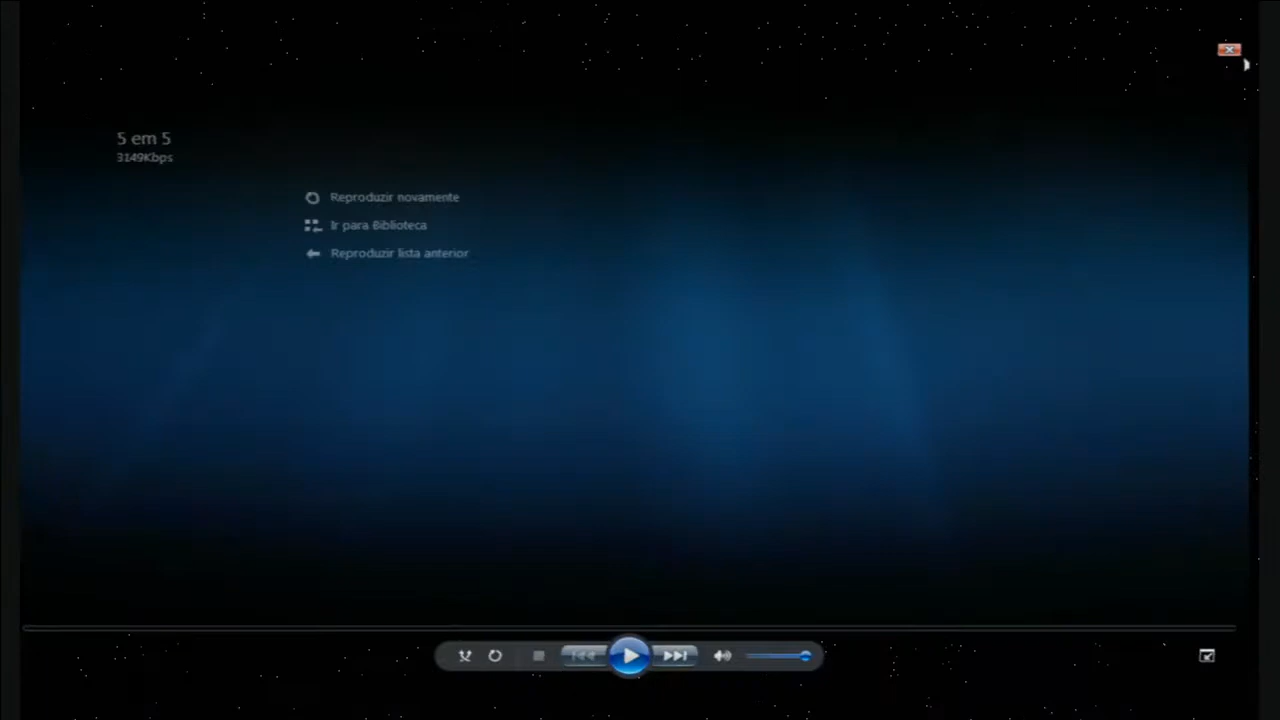 5 em 5
3149Kbps
Reproduzir novamente
Ir para Biblioteca
Reproduzir lista anterior